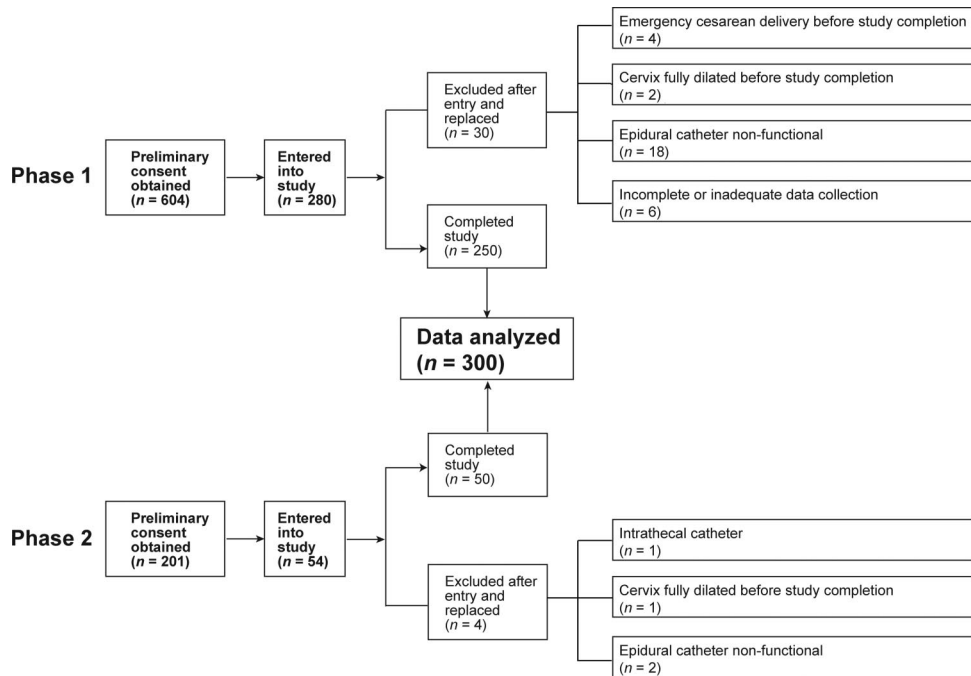 Phase 1
Preliminary
consent
obtained
(n = 604)
Entered
into
study
(n = 280)
Excluded after
entry and
replaced
(n = 30)
Emergency cesarean delivery before study completion
(n = 4)
Cervix fully dilated before study completion
(n = 2)
Epidural catheter non-functional
(n = 18)
Incomplete or inadequate data collection
(n = 6)
Completed
study
(n = 250)
Data analyzed
(n = 300)
Phase 2
Preliminary
consent
obtained
(n = 201)
Entered
into
study
(n = 54)
Completed
study
(n = 50)
Excluded after
entry and
replaced
(n = 4)
Intrathecal catheter
(n = 1)
Cervix fully dilated before study completion
(n = 1)
Epidural catheter non-functional
(n = 2)